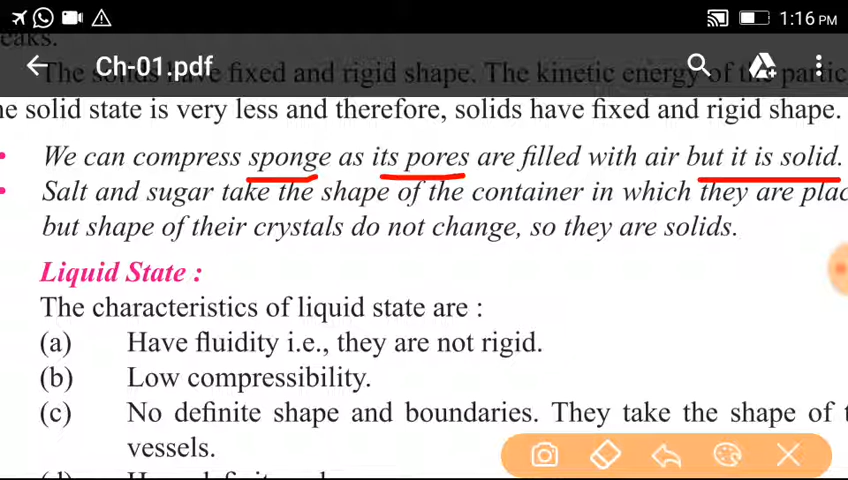 1:16 PM
eaks.
Ch-01.pdf
The solids have fixed and rigid shape. The kinetic energy of the partic
he solid state is very less and therefore, solids have fixed and rigid shape.
• We can compress sponge as its pores are filled with air but it is solid.
• Salt and sugar take the shape of the container in which they are plac
but shape of their crystals do not change, so they are solids.
Liquid State :
The characteristics of liquid state are :
(a) Have fluidity i.e., they are not rigid.
(b) Low compressibility.
(c) No definite shape and boundaries. They take the shape of t
vessels.